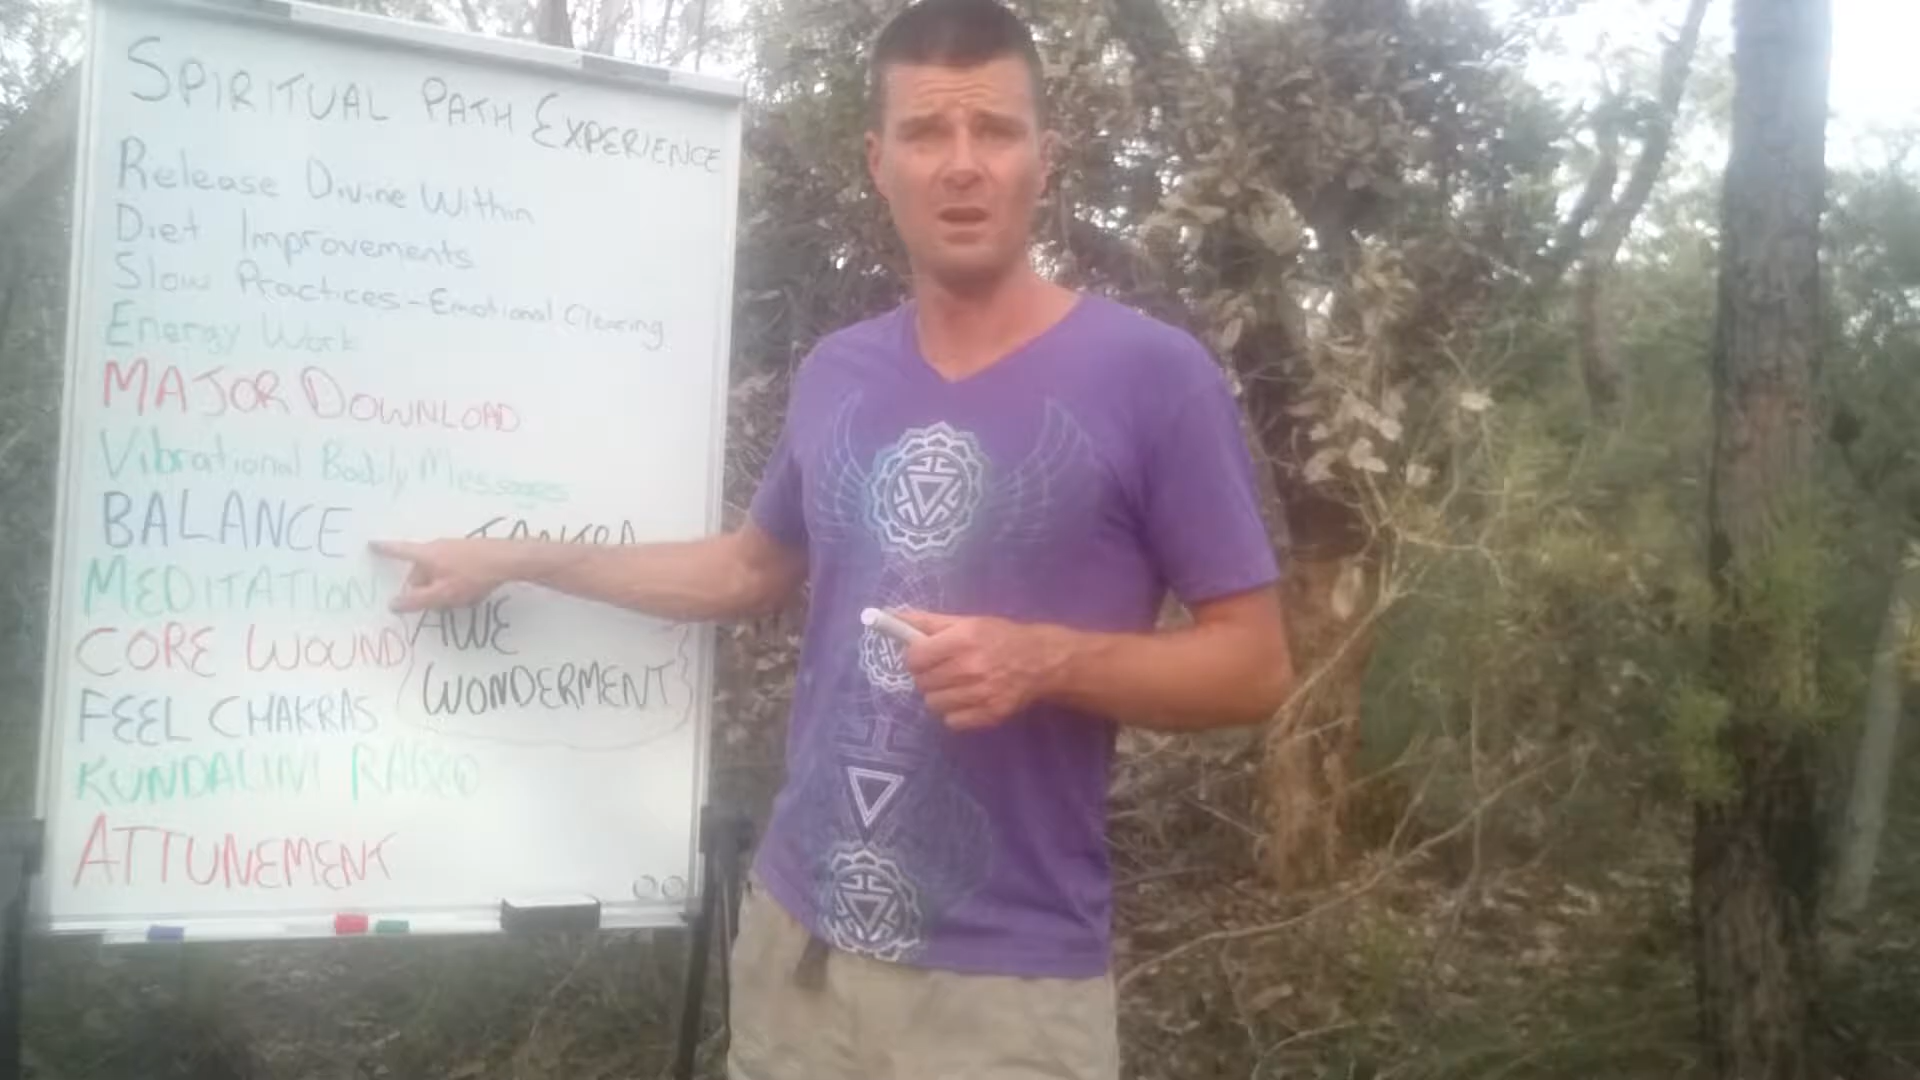 SPIRITUAL PATH EXPERIENCE
Release Divine Within
Diet Improvements
Slow Practices - Emotional Clearing
Energy Work
MAJOR DOWNLOAD
Vibrational Bodily Messages
BALANCE
TANTRA
MEDITATION
AWE
CORE WOUND
WONDERMENT
FEEL CHAKRAS
KUNDALINI RAISED
ATTUNEMENT